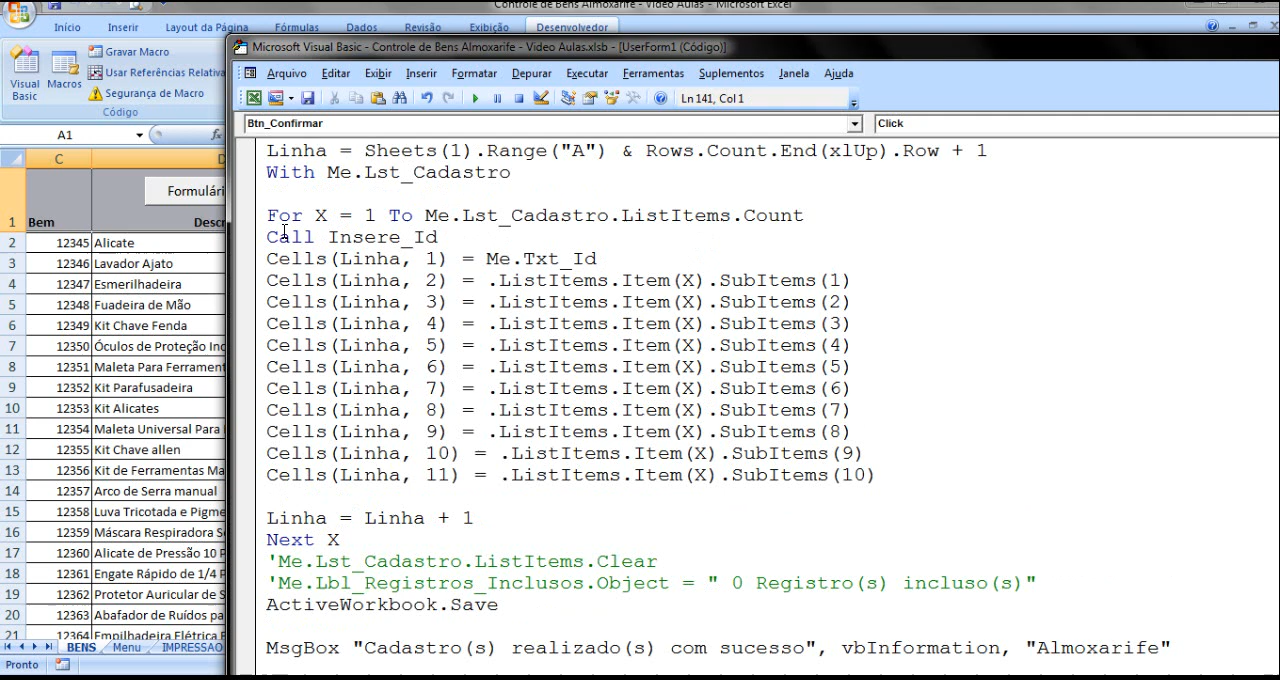 Controle de Bens Almoxarife - Video Aulas - Microsoft Excel
Início Inserir Layout da Página Fórmulas Dados Revisão Exibição Desenvolvedor
Microsoft Visual Basic - Controle de Bens Almoxarife - Video Aulas.xlsb - [UserForm1 (Código)]
Visual Basic
Macros
Gravar Macro
Usar Referências Relativa
Segurança de Macro
Código
Arquivo Editar Exibir Inserir Formatar Depurar Executar Ferramentas Suplementos Janela Ajuda
Ln 141, Col 1
Btn_Confirmar Click
A1
C
Formulári
1 Bem Descr
2 12345 Alicate
3 12346 Lavador Ajato
4 12347 Esmerilhadeira
5 12348 Fuadeira de Mão
6 12349 Kit Chave Fenda
7 12350 Óculos de Proteção Inc
8 12351 Maleta Para Ferrament
9 12352 Kit Parafusadeira
10 12353 Kit Alicates
11 12354 Maleta Universal Para
12 12355 Kit Chave allen
13 12356 Kit de Ferramentas Ma
14 12357 Arco de Serra manual
15 12358 Luva Tricotada e Pigme
16 12359 Máscara Respiradora S
17 12360 Alicate de Pressão 10 P
18 12361 Engate Rápido de 1/4 P
19 12362 Protetor Auricular de S
20 12363 Abafador de Ruídos pa
21 12364 Empilhadeira Elétrica
BENS Menu IMPRESSAO
Pronto
Linha = Sheets(1).Range("A") & Rows.Count.End(xlUp).Row + 1
With Me.Lst_Cadastro
For X = 1 To Me.Lst_Cadastro.ListItems.Count
Call Insere_Id
Cells(Linha, 1) = Me.Txt_Id
Cells(Linha, 2) = .ListItems.Item(X).SubItems(1)
Cells(Linha, 3) = .ListItems.Item(X).SubItems(2)
Cells(Linha, 4) = .ListItems.Item(X).SubItems(3)
Cells(Linha, 5) = .ListItems.Item(X).SubItems(4)
Cells(Linha, 6) = .ListItems.Item(X).SubItems(5)
Cells(Linha, 7) = .ListItems.Item(X).SubItems(6)
Cells(Linha, 8) = .ListItems.Item(X).SubItems(7)
Cells(Linha, 9) = .ListItems.Item(X).SubItems(8)
Cells(Linha, 10) = .ListItems.Item(X).SubItems(9)
Cells(Linha, 11) = .ListItems.Item(X).SubItems(10)
Linha = Linha + 1
Next X
'Me.Lst_Cadastro.ListItems.Clear
'Me.Lbl_Registros_Inclusos.Object = " 0 Registro(s) incluso(s)"
ActiveWorkbook.Save
MsgBox "Cadastro(s) realizado(s) com sucesso", vbInformation, "Almoxarife"